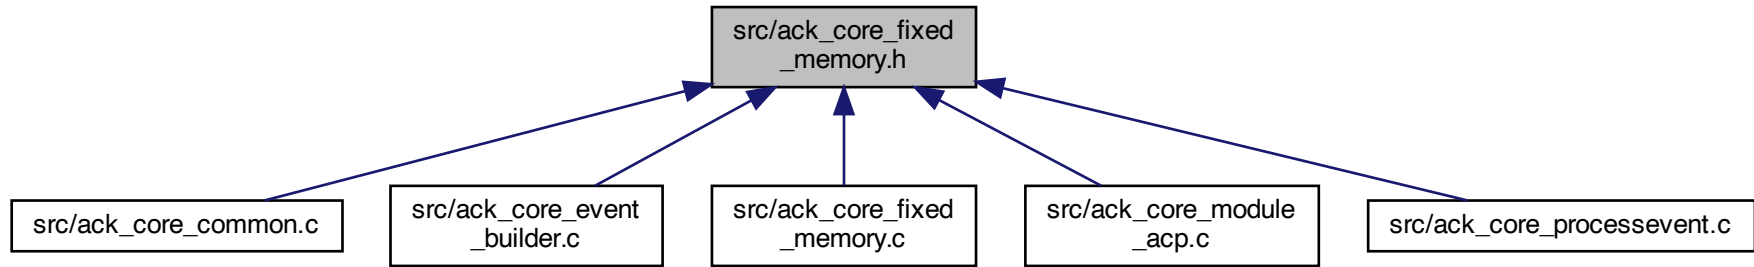 src/ack_core_fixed
_memory.h
src/ack_core_common.c
src/ack_core_event
_builder.c
src/ack_core_fixed
_memory.c
src/ack_core_module
_acp.c
src/ack_core_processevent.c